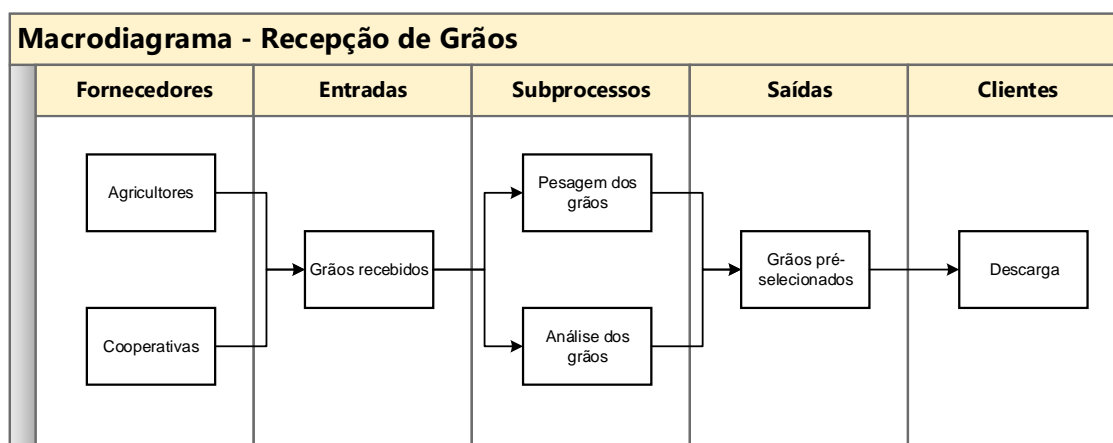 Macrodiagrama - Recepção de Grãos
Fornecedores
Entradas
Subprocessos
Saídas
Clientes
Agricultores
Cooperativas
Grãos recebidos
Pesagem dos
grãos
Análise dos
grãos
Grãos pré-
selecionados
Descarga